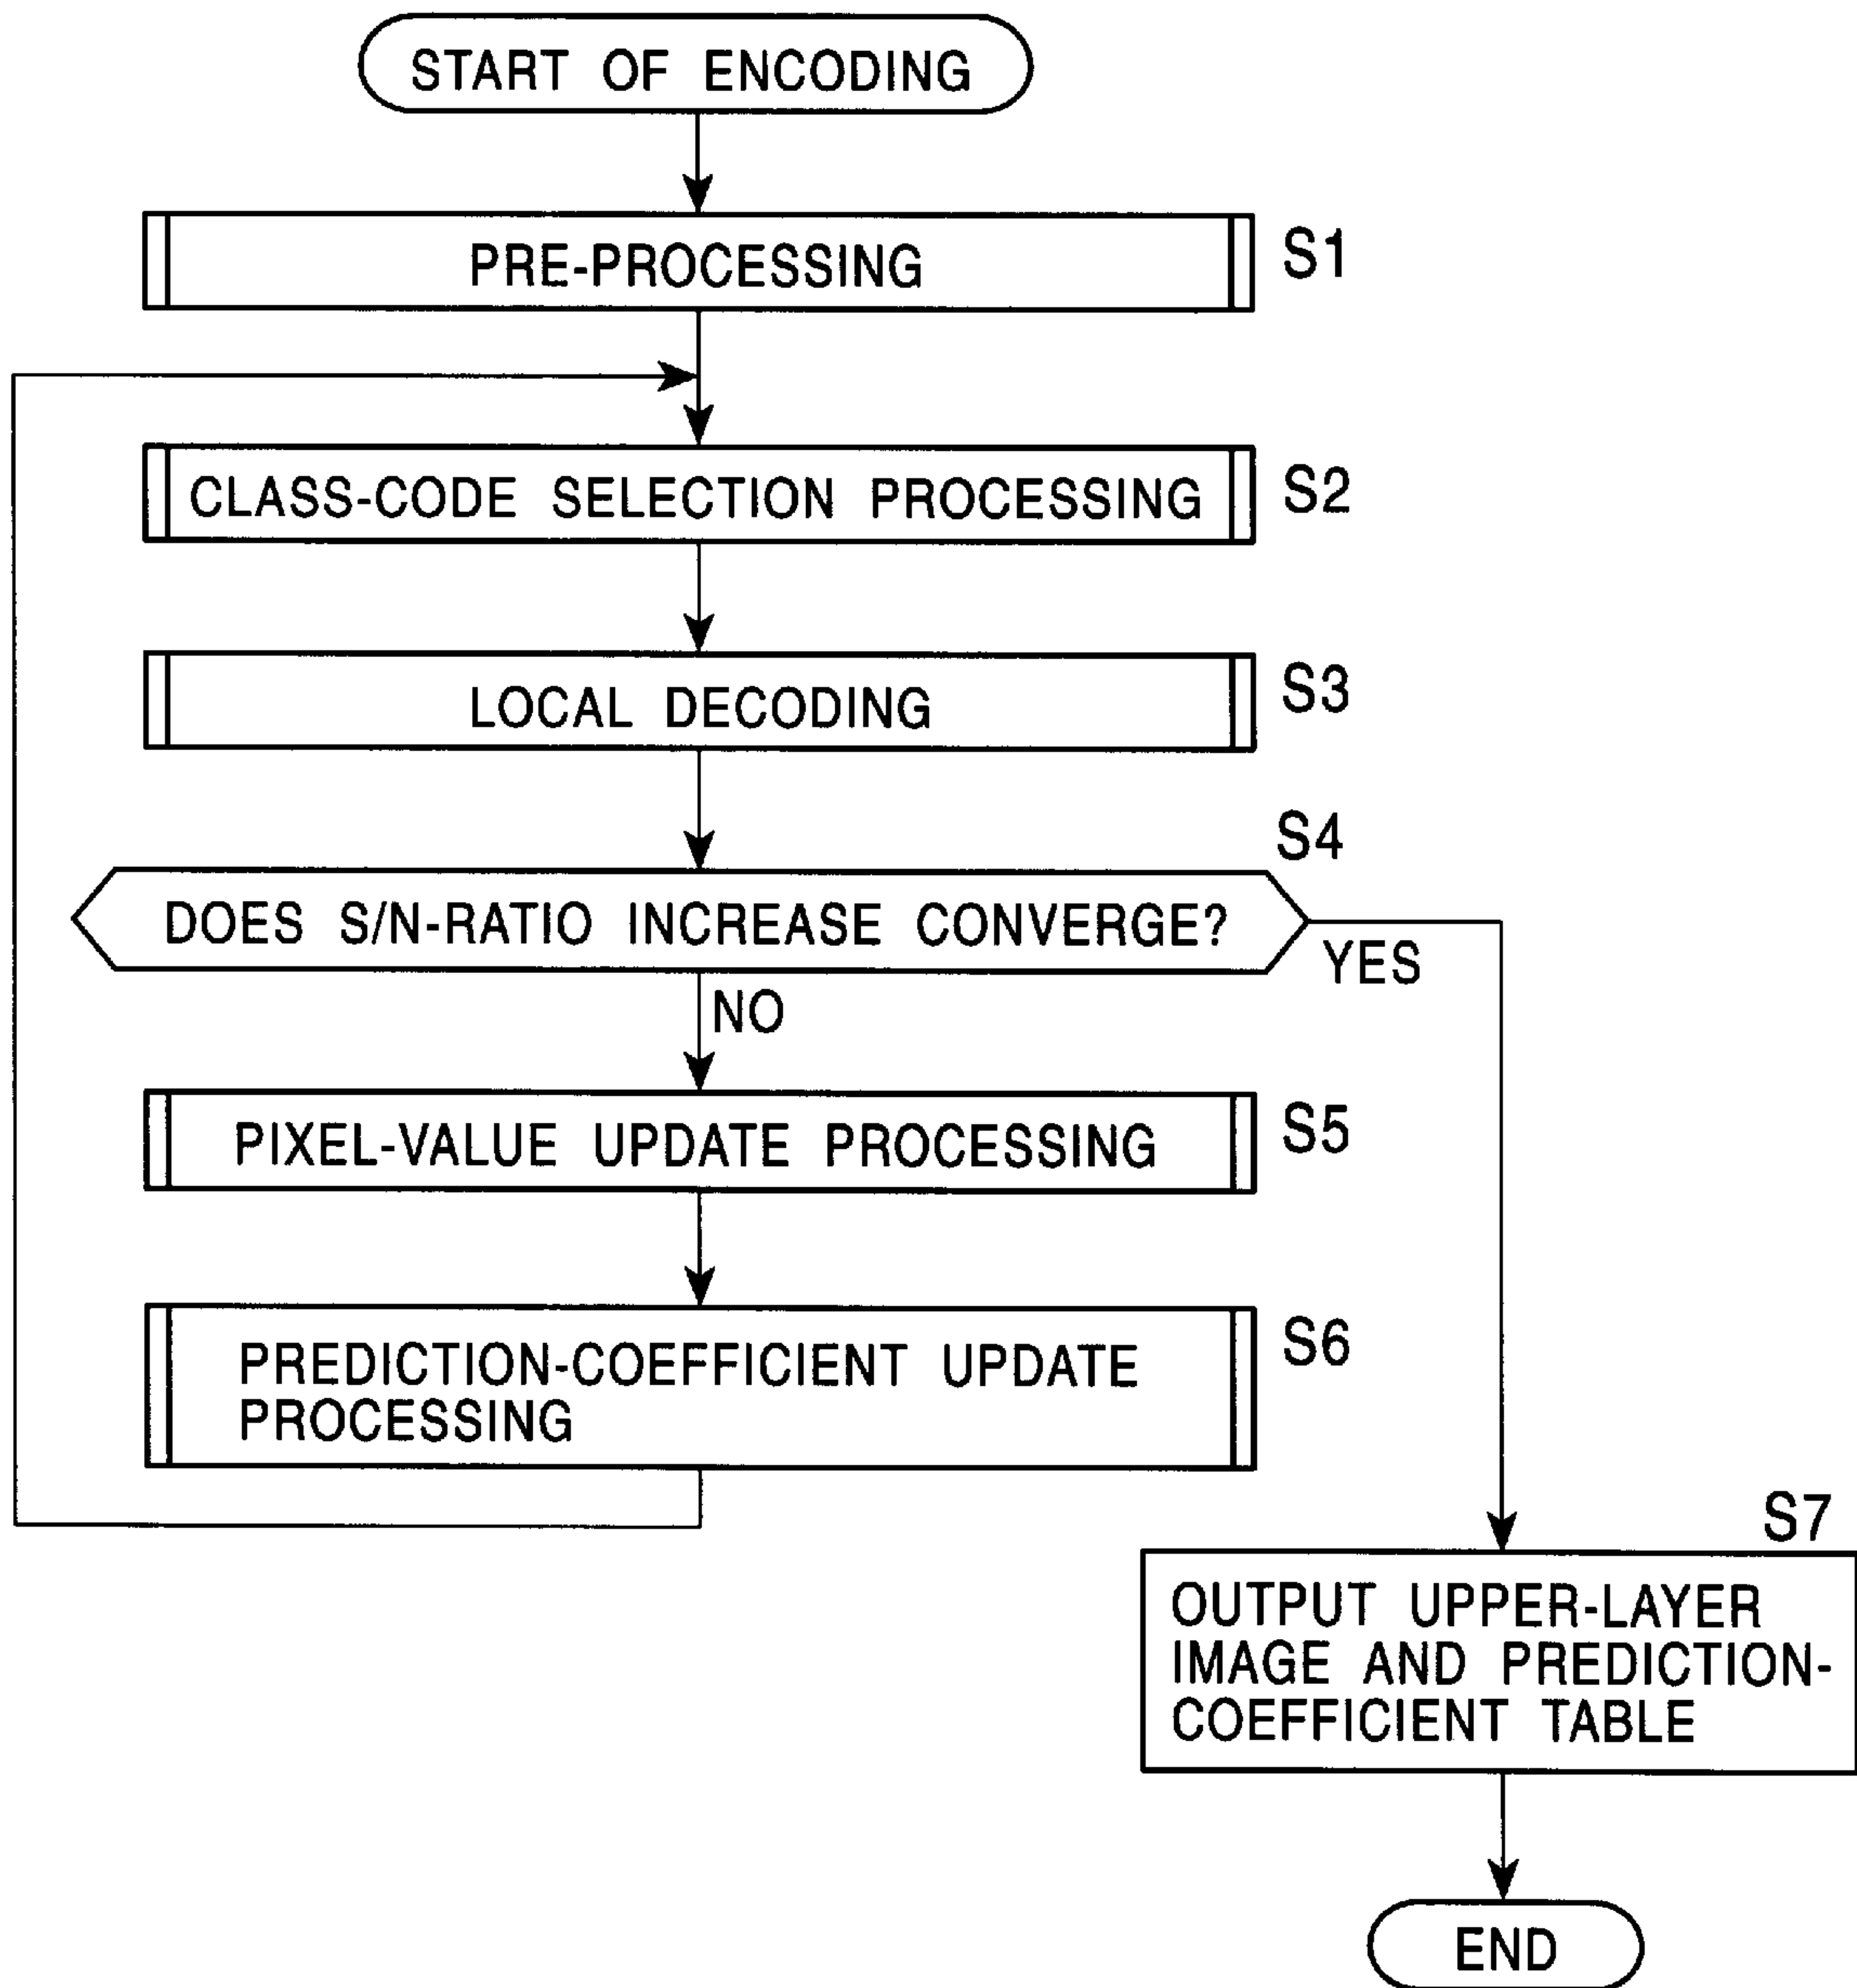 START OF ENCODING
PRE-PROCESSING
S1
CLASS-CODE SELECTION PROCESSING
S2
LOCAL DECODING
S3
S4
DOES S/N-RATIO INCREASE CONVERGE?
YES
NO
PIXEL-VALUE UPDATE PROCESSING
S5
PREDICTION-COEFFICIENT UPDATE
PROCESSING
S6
S7
OUTPUT UPPER-LAYER
IMAGE AND PREDICTION-
COEFFICIENT TABLE
END